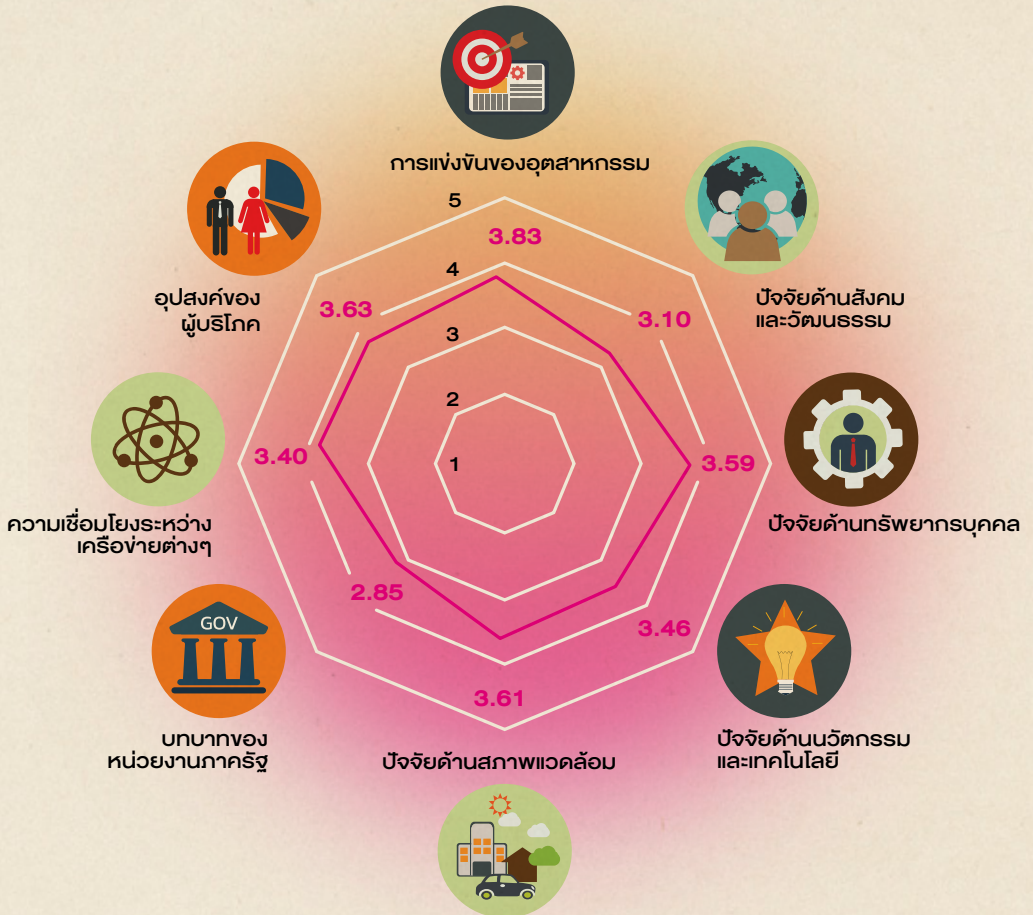 การแข่งขันของอุตสาหกรรม
5
3.83
4
อุปสงค์ของ
ผู้บริโภค
3.63
ปัจจัยด้านสังคม
และวัฒนธรรม
3.10
3
2
1
3.40
3.59
ความเชื่อมโยงระหว่าง
เครือข่ายต่างๆ
ปัจจัยด้านทรัพยากรบุคคล
2.85
3.46
GOV
3.61
บทบาทของ
หน่วยงานภาครัฐ
ปัจจัยด้านสภาพแวดล้อม
ปัจจัยด้านนวัตกรรม
และเทคโนโลยี